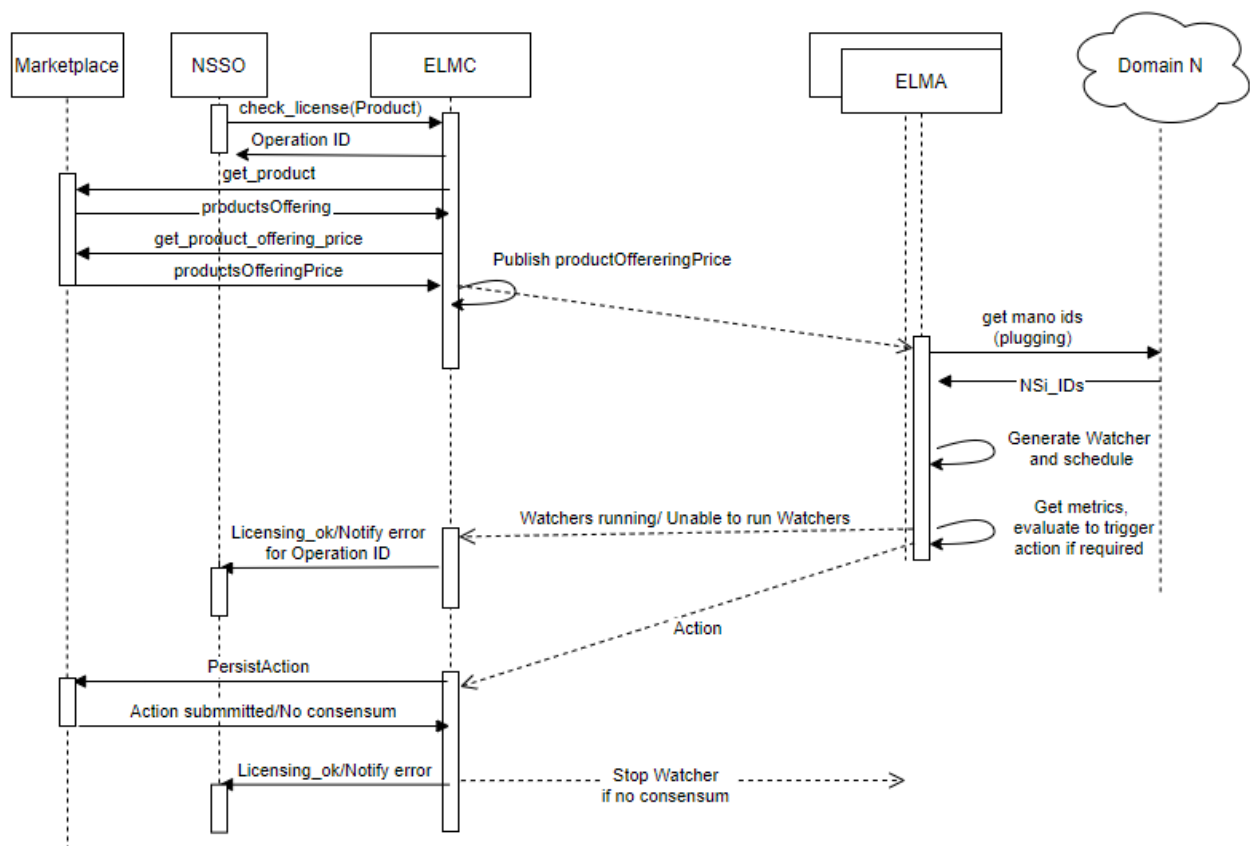 Marketplace
NSSO
ELMC
ELMA
Domain N
check_license(Product)
Operation ID
get_product
productsOffering
get_product_offering_price
productsOfferingPrice
Publish productOffereringPrice
get mano ids
(plugging)
NSi_IDs
Generate Watcher
and schedule
Get metrics,
evaluate to trigger
action if required
Watchers running/ Unable to run Watchers
Licensing_ok/Notify error
for Operation ID
Action
PersistAction
Action submmitted/No consensum
Licensing_ok/Notify error
Stop Watcher
if no consensum